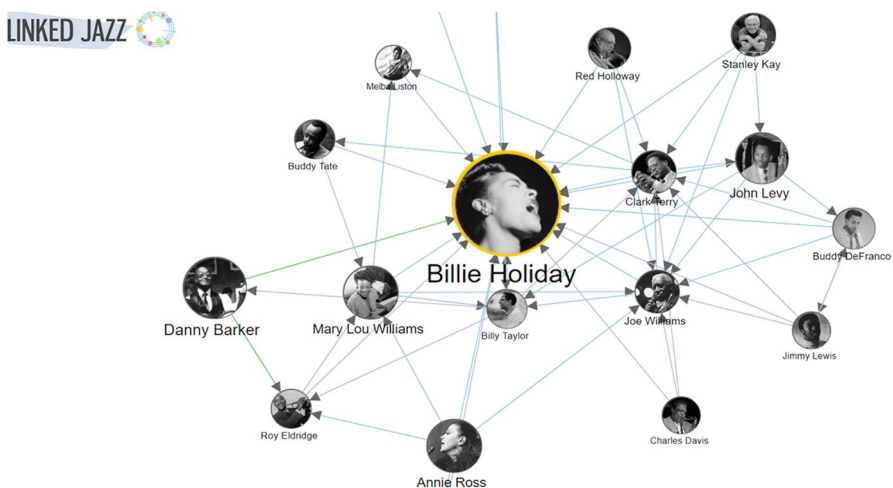 LINKED JAZZ
Stanley Kay
Red Holloway
Melba Liston
Buddy Tate
John Levy
Clark Terry
Buddy DeFranco
Billie Holiday
Danny Barker
Mary Lou Williams
Joe Williams
Billy Taylor
Jimmy Lewis
Roy Eldridge
Charles Davis
Annie Ross